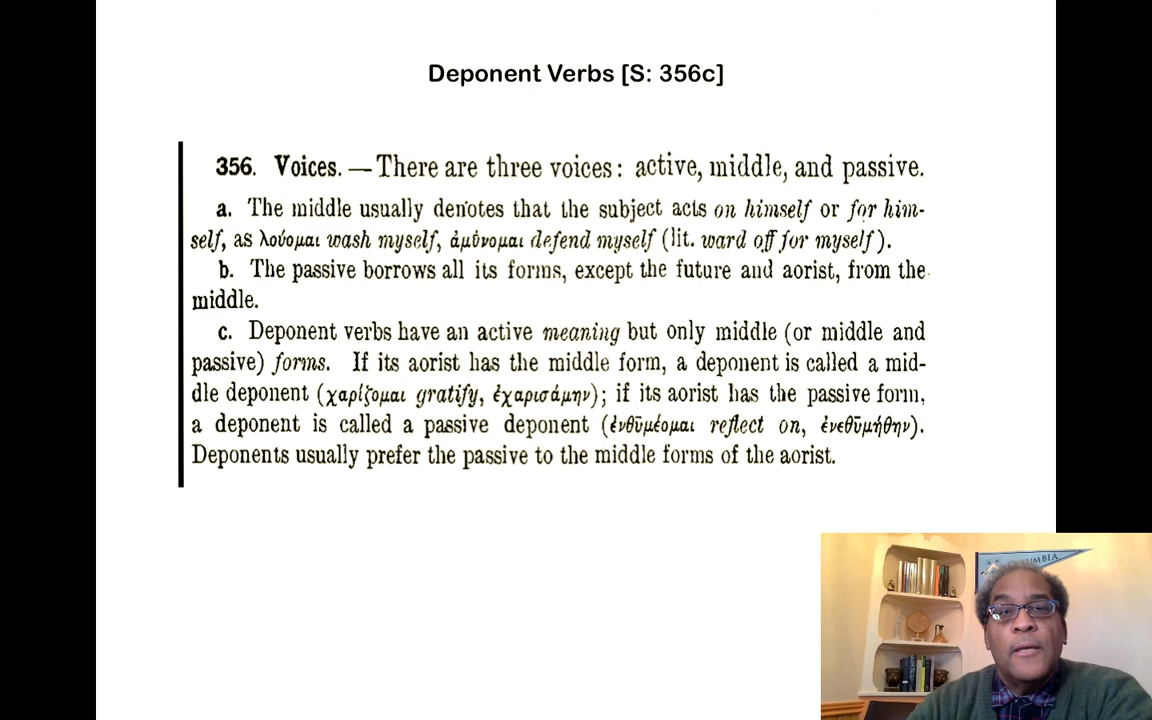 Deponent Verbs [S: 356c]
356. Voices. — There are three voices: active, middle, and passive.
a. The middle usually denotes that the subject acts on himself or for him-
self, as λούομαι wash myself, ἀμύνομαι defend myself (lit. ward off for myself).
b. The passive borrows all its forms, except the future and aorist, from the
middle.
c. Deponent verbs have an active meaning but only middle (or middle and
passive) forms. If its aorist has the middle form, a deponent is called a mid-
dle deponent (χαρίζομαι gratify, ἐχαρισάμην); if its aorist has the passive form,
a deponent is called a passive deponent (ἐνθῡμέομαι reflect on, ἐνεθῡμήθην).
Deponents usually prefer the passive to the middle forms of the aorist.
COLUMBIA